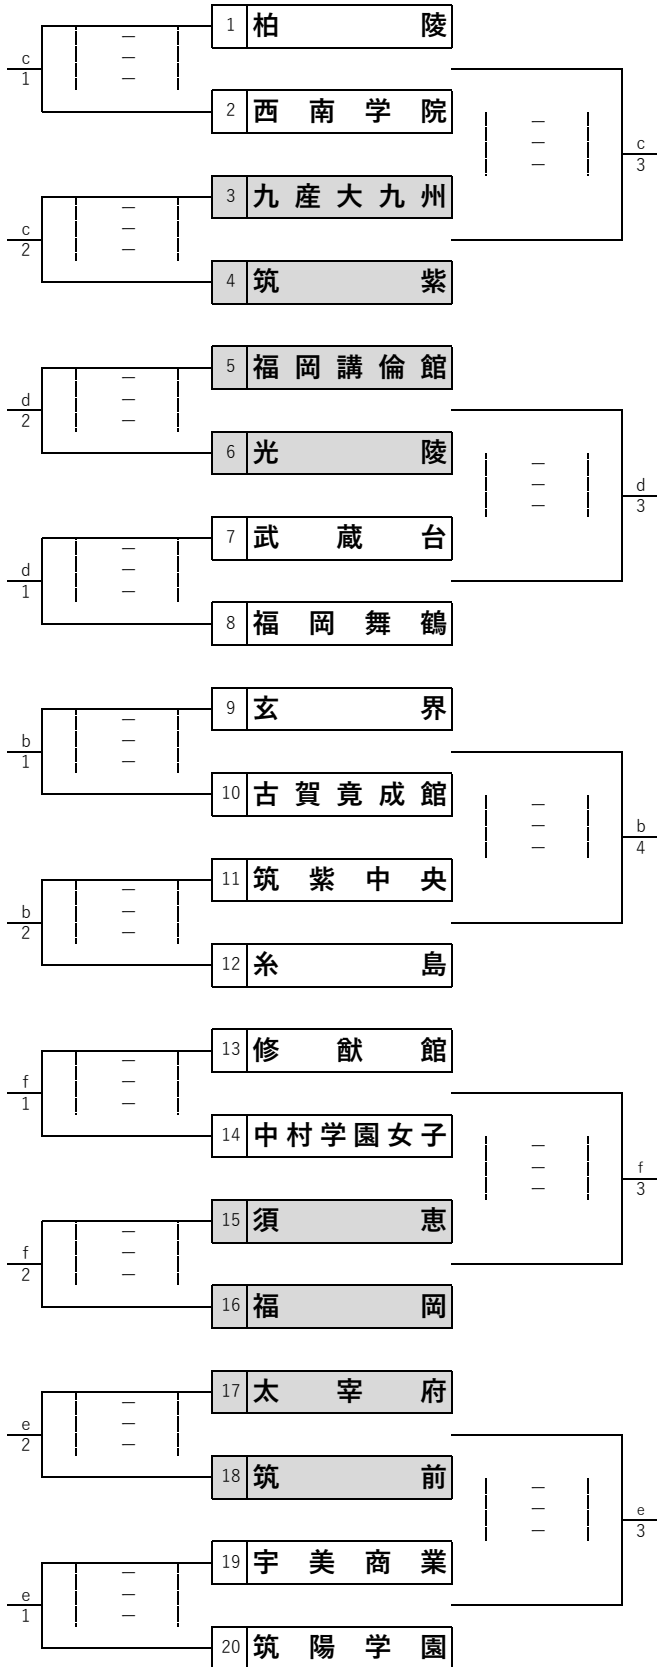 1 柏陵
c
1
2 西南学院
c
3
3 九産大九州
c
2
4 筑紫
5 福岡講倫館
d
2
6 光陵
d
3
7 武蔵台
d
1
8 福岡舞鶴
9 玄界
b
1
10 古賀竟成館
b
4
11 筑紫中央
b
2
12 糸島
13 修猷館
f
1
14 中村学園女子
f
3
15 須恵
f
2
16 福岡
17 太宰府
e
2
18 筑前
e
3
19 宇美商業
e
1
20 筑陽学園